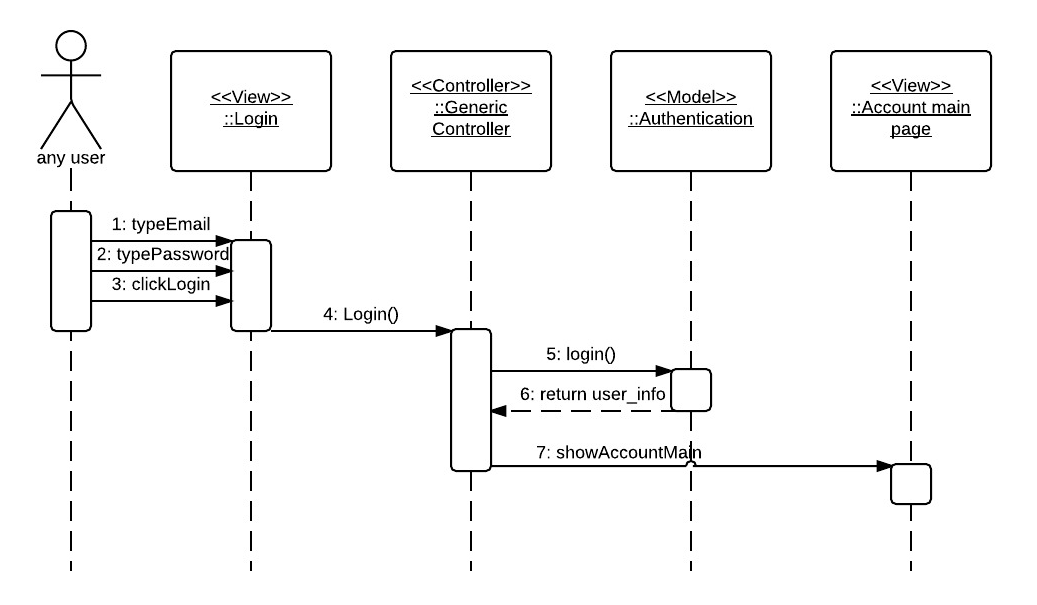 any user
<<View>>
::Login
<<Controller>>
::Generic
Controller
<<Model>>
::Authentication
<<View>>
::Account main
page
1: typeEmail
2: typePassword
3: clickLogin
4: Login()
5: login()
6: return user_info
7: showAccountMain